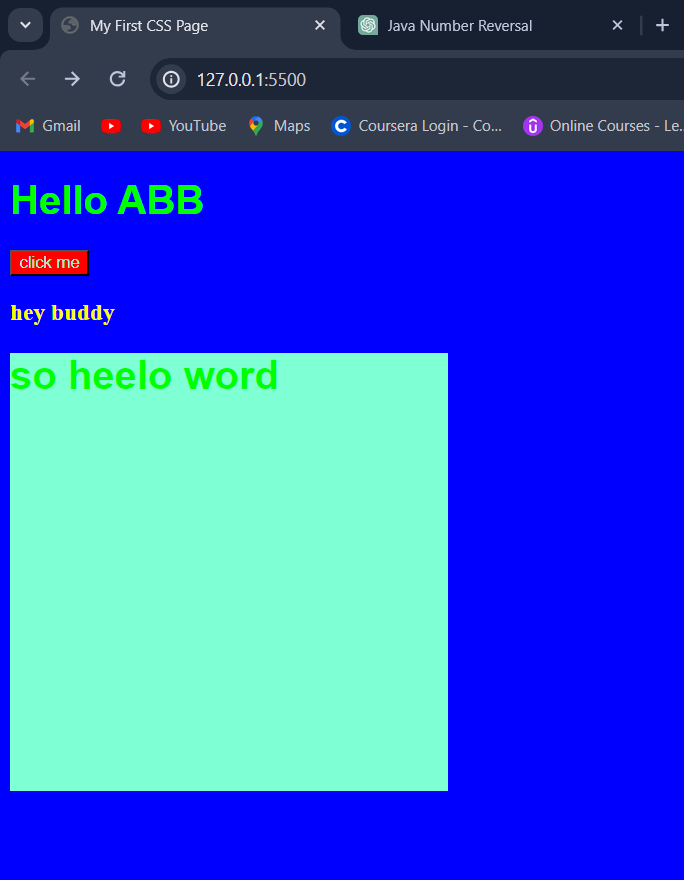 My First CSS Page
Java Number Reversal
127.0.0.1:5500
Gmail
YouTube
Maps
Coursera Login - Co...
Online Courses - Le...
Hello ABB
click me
hey buddy
so heelo word